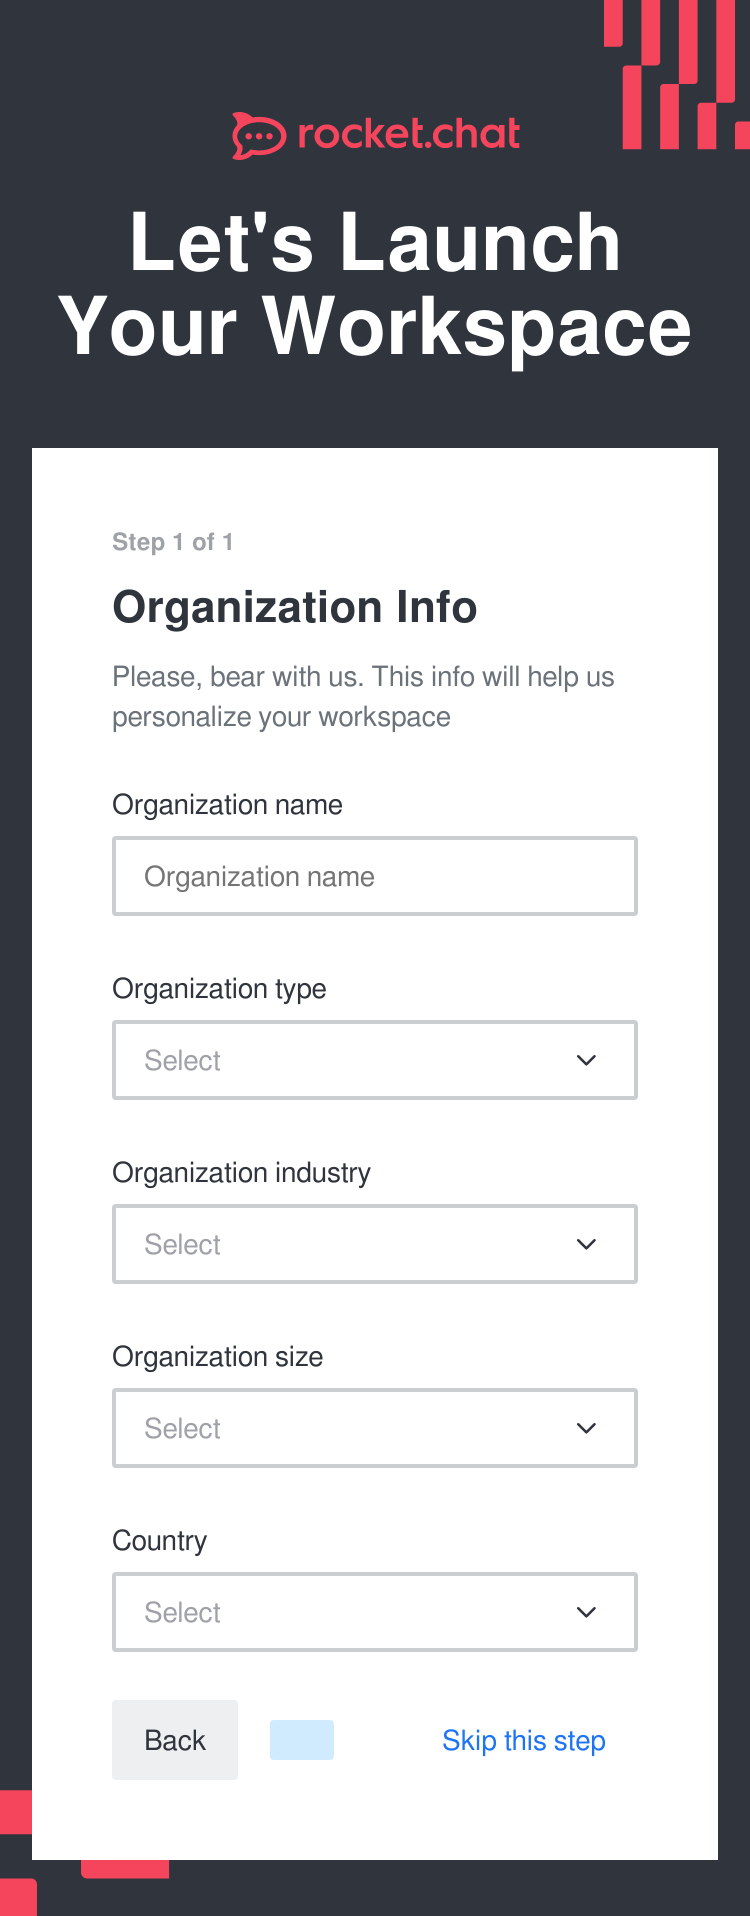 rocket.chat
Let's Launch
Your Workspace
Step 1 of 1
Organization Info
Please, bear with us. This info will help us
personalize your workspace
Organization name
Organization name
Organization type
Select
Organization industry
Select
Organization size
Select
Country
Select
Back
Skip this step